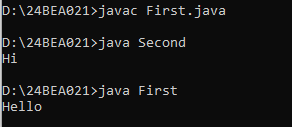 D:\24BEA021>javac First.java
D:\24BEA021>java Second
Hi
D:\24BEA021>java First
Hello